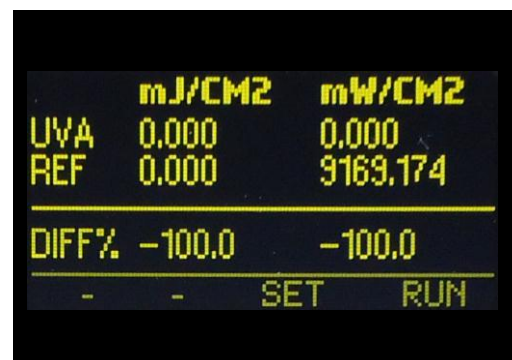 mJ/CM2 mW/CM2
UVA 0.000 0.000
REF 0.000 9169.174
DIFF% -100.0 -100.0
- - SET RUN